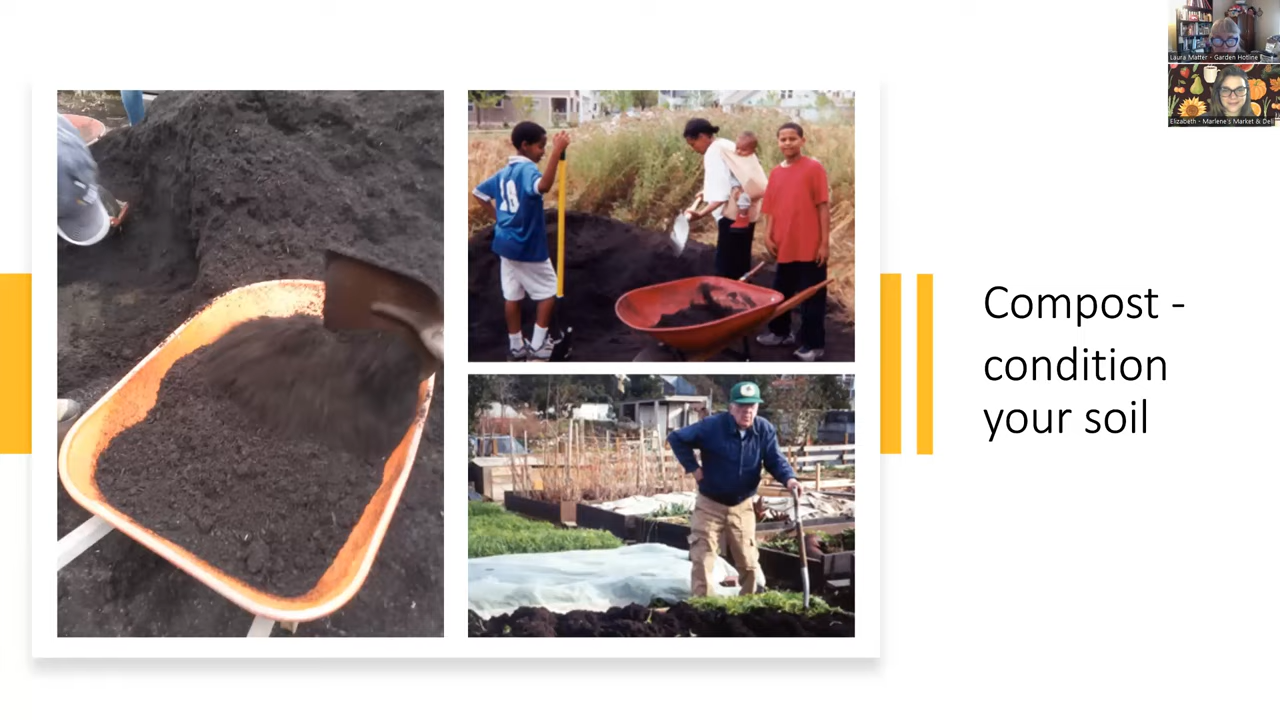 Laura Matter - Garden Hotline
Elizabeth - Marlene's Market & Deli
18
Compost -
condition
your soil